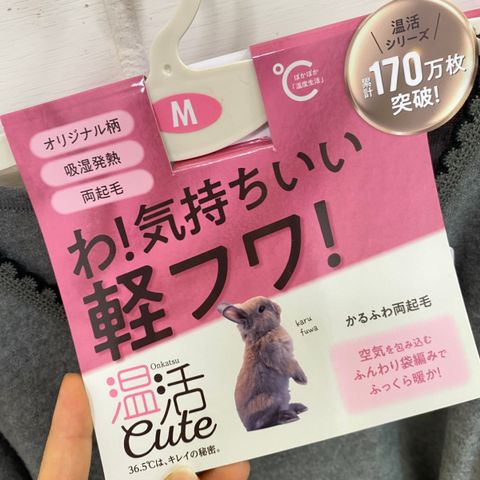 M
℃
ぽかぽか
「温度生活」
温活
シリーズ
累計170万枚
突破!
オリジナル柄
吸湿発熱
両起毛
わ!気持ちいい
軽フワ!
karu
fuwa
かるふわ両起毛
空気を包み込む
ふんわり袋編みで
ふっくら暖か!
Onkatsu
温活
Cute
36.5℃は、キレイの秘密。